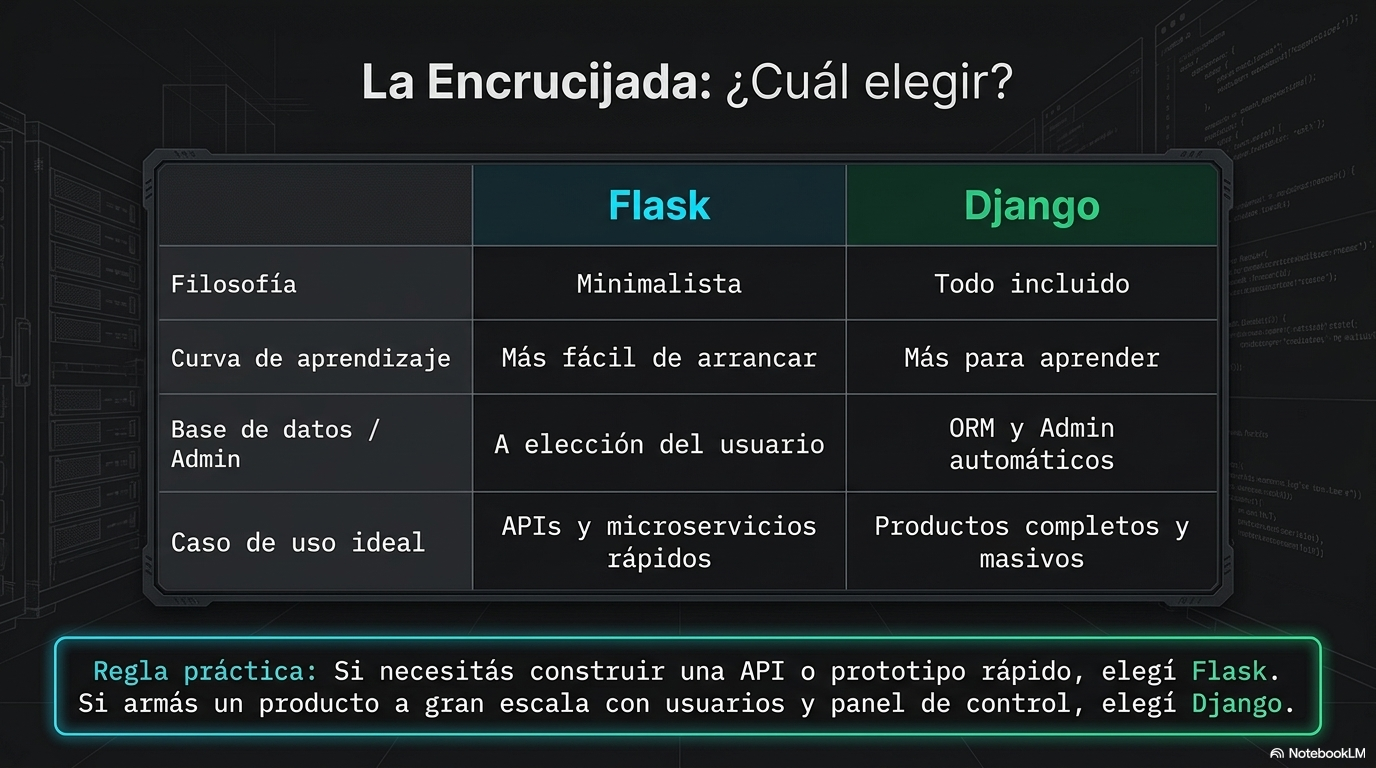 La Encrucijada: ¿Cuál elegir?
Flask
Django
Filosofía
Minimalista
Todo incluido
Curva de aprendizaje
Más fácil de arrancar
Más para aprender
Base de datos /
Admin
A elección del usuario
ORM y Admin
automáticos
Caso de uso ideal
APIs y microservicios
rápidos
Productos completos y
masivos
Regla práctica: Si necesitás construir una API o prototipo rápido, elegí Flask.
Si armás un producto a gran escala con usuarios y panel de control, elegí Django.
NotebookLM